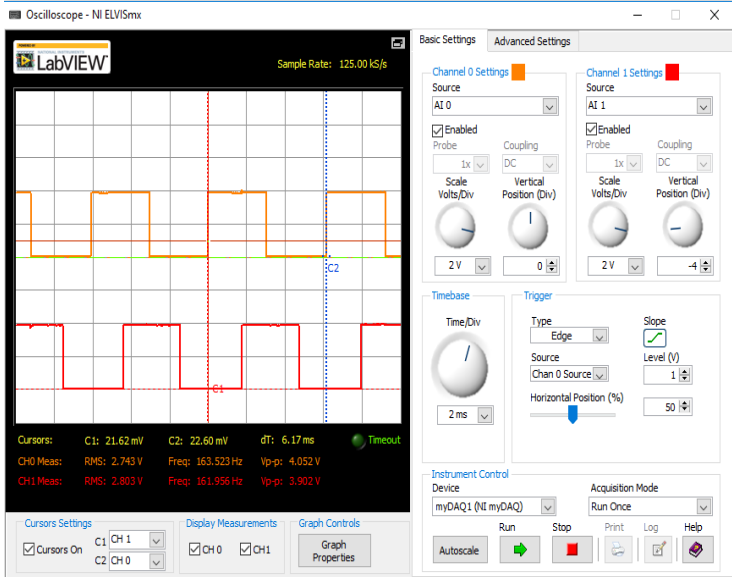 Oscilloscope - NI ELVISmx
POWERED BY
NATIONAL INSTRUMENTS
LabVIEW
Sample Rate: 125.00 kS/s
C2
C1
Cursors: C1: 21.62 mV C2: 22.60 mV dT: 6.17 ms Timeout
CH0 Meas: RMS: 2.743 V Freq: 163.523 Hz Vp-p: 4.052 V
CH1 Meas: RMS: 2.803 V Freq: 161.956 Hz Vp-p: 3.902 V
Cursors Settings
Cursors On
C1 CH 1
C2 CH 0
Display Measurements
CH 0 CH1
Graph Controls
Graph
Properties
Basic Settings Advanced Settings
Channel 0 Settings
Source
AI 0
Enabled
Probe Coupling
1x DC
Scale Vertical
Volts/Div Position (Div)
2 V 0
Channel 1 Settings
Source
AI 1
Enabled
Probe Coupling
1x DC
Scale Vertical
Volts/Div Position (Div)
2 V -4
Timebase
Time/Div
2 ms
Trigger
Type Slope
Edge
Source Level (V)
Chan 0 Source 1
Horizontal Position (%)
50
Instrument Control
Device Acquisition Mode
myDAQ1 (NI myDAQ) Run Once
Run Stop Print Log Help
Autoscale